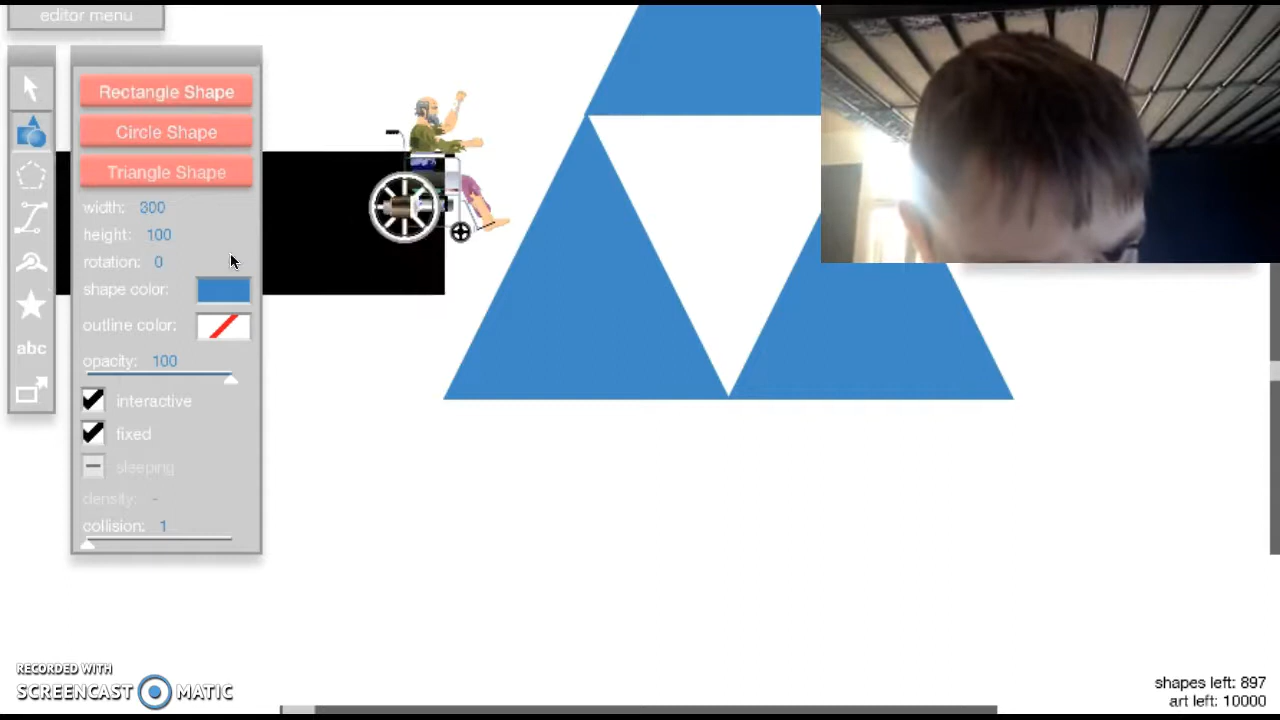 editor menu
Rectangle Shape
Circle Shape
Triangle Shape
width: 300
height: 100
rotation: 0
shape color:
outline color:
opacity: 100
interactive
fixed
sleeping
density: -
collision: 1
abc
RECORDED WITH
SCREENCAST MATIC
shapes left: 897
art left: 10000